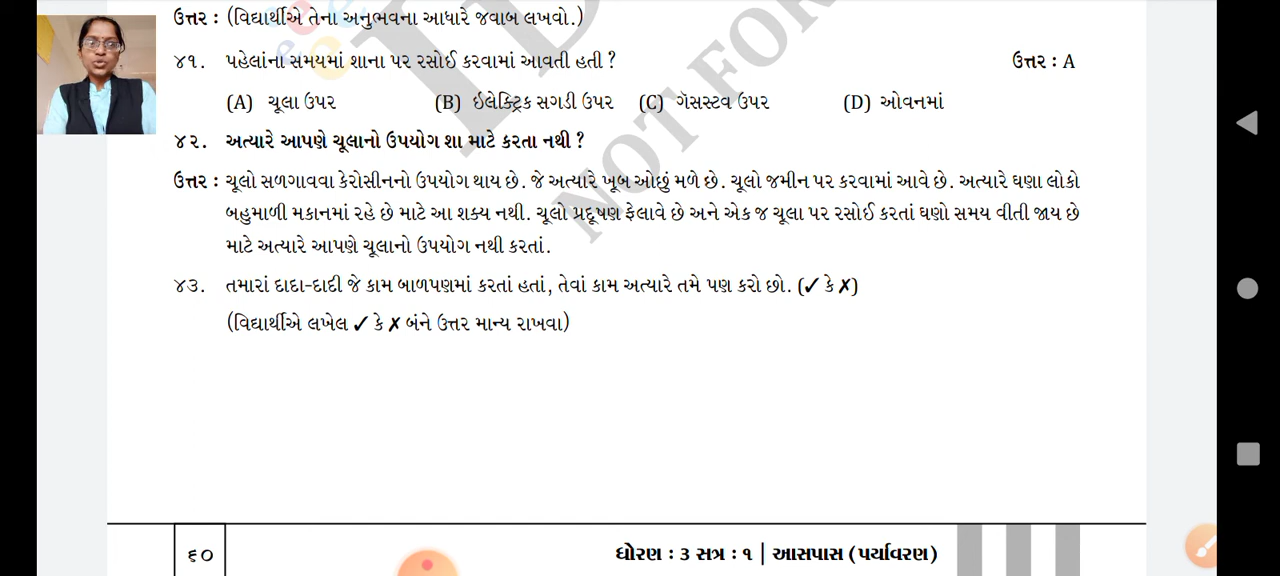 ઉત્તર : (વિદ્યાર્થીએ તેના અનુભવના આધારે જવાબ લખવો.)
૪૧. પહેલાંના સમયમાં શાના પર રસોઈ કરવામાં આવતી હતી ? ઉત્તર : A
(A) ચૂલા ઉપર (B) ઇલેક્ટ્રિક સગડી ઉપર (C) ગૅસસ્ટવ ઉપર (D) ઓવનમાં
૪૨. અત્યારે આપણે ચૂલાનો ઉપયોગ શા માટે કરતા નથી ?
ઉત્તર : ચૂલો સળગાવવા કેરોસીનનો ઉપયોગ થાય છે. જે અત્યારે ખૂબ ઓછું મળે છે. ચૂલો જમીન પર કરવામાં આવે છે. અત્યારે ઘણા લોકો
બહુમાળી મકાનમાં રહે છે માટે આ શક્ય નથી. ચૂલો પ્રદૂષણ ફેલાવે છે અને એક જ ચૂલા પર રસોઈ કરતાં ઘણો સમય વીતી જાય છે
માટે અત્યારે આપણે ચૂલાનો ઉપયોગ નથી કરતાં.
૪૩. તમારાં દાદા-દાદી જે કામ બાળપણમાં કરતાં હતાં, તેવાં કામ અત્યારે તમે પણ કરો છો. (✓ કે ✗)
(વિદ્યાર્થીએ લખેલ ✓ કે ✗ બંને ઉત્તર માન્ય રાખવા)
NOT FOR
૬૦ ધોરણ : 3 સત્ર : ૧ | આસપાસ (પર્યાવરણ)